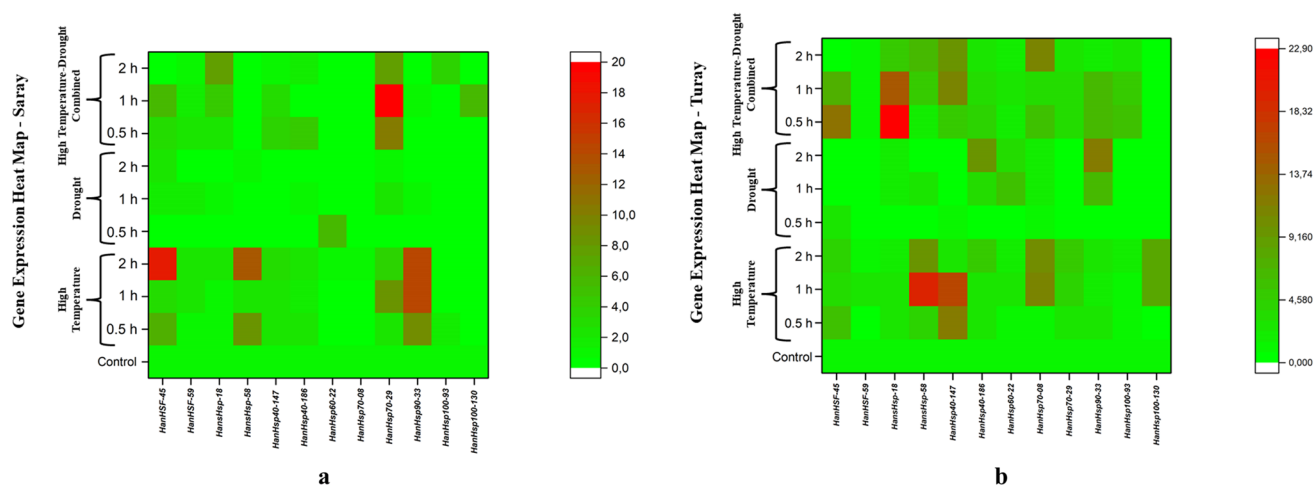 Gene Expression Heat Map - Saray
High Temperature-Drought
Combined
Drought
High
Temperature
2 h
1 h
0.5 h
2 h
1 h
0.5 h
2 h
1 h
0.5 h
Control
HanHSF-45
HanHSF-59
HansHsp-18
HansHsp-58
HanHsp40-147
HanHsp40-186
HanHsp60-22
HanHsp70-08
HanHsp70-29
HanHsp90-33
HanHsp100-93
HanHsp100-130
20
18
16
14
12
10,0
8,0
6,0
4,0
2,0
0,0
a
Gene Expression Heat Map - Turay
High Temperature-Drought
Combined
Drought
High
Temperature
2 h
1 h
0.5 h
2 h
1 h
0.5 h
2 h
1 h
0.5 h
Control
HanHSF-45
HanHSF-59
HansHsp-18
HansHsp-58
HanHsp40-147
HanHsp40-186
HanHsp60-22
HanHsp70-08
HanHsp70-29
HanHsp90-33
HanHsp100-93
HanHsp100-130
22,90
18,32
13,74
9,160
4,580
0,000
b